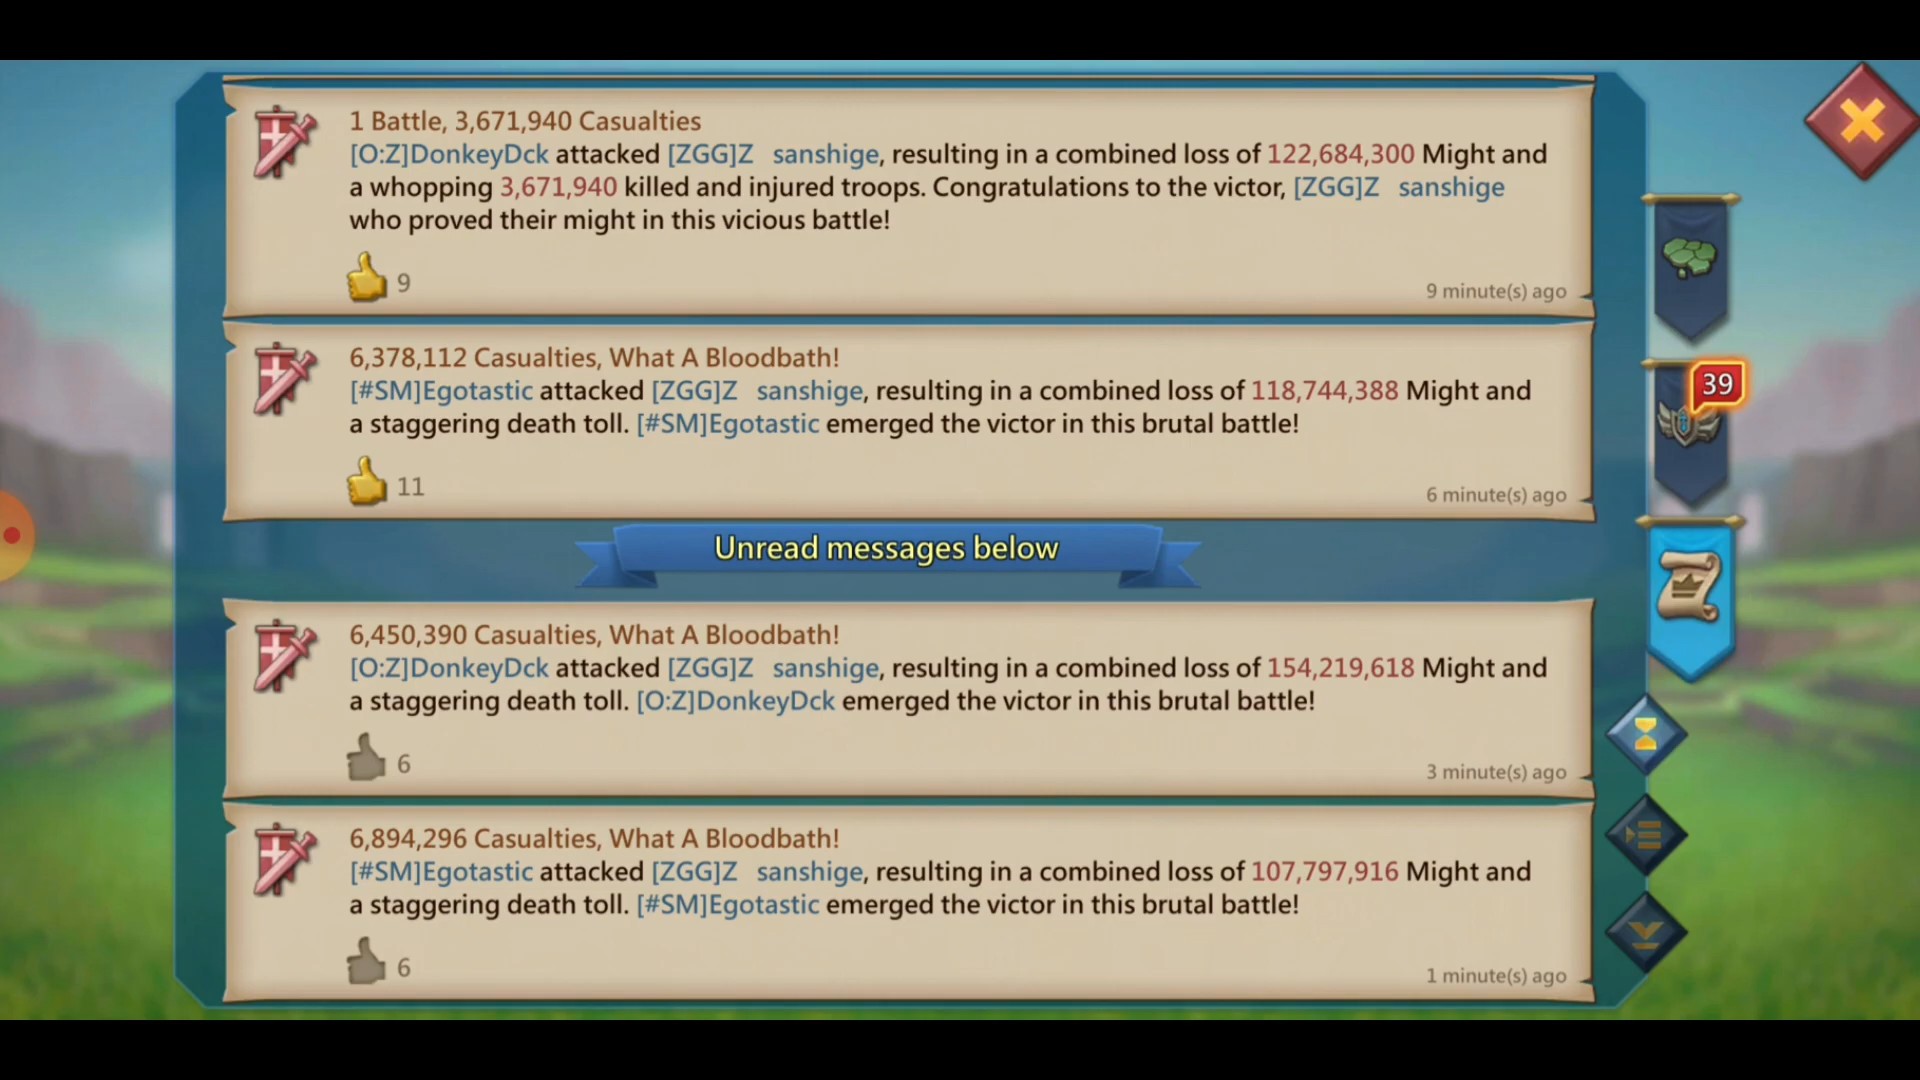 1 Battle, 3,671,940 Casualties
[O:Z]DonkeyDck attacked [ZGG]Z sanshige, resulting in a combined loss of 122,684,300 Might and
a whopping 3,671,940 killed and injured troops. Congratulations to the victor, [ZGG]Z sanshige
who proved their might in this vicious battle!
9
9 minute(s) ago
6,378,112 Casualties, What A Bloodbath!
[#SM]Egotastic attacked [ZGG]Z sanshige, resulting in a combined loss of 118,744,388 Might and
a staggering death toll. [#SM]Egotastic emerged the victor in this brutal battle!
11
6 minute(s) ago
39
Unread messages below
6,450,390 Casualties, What A Bloodbath!
[O:Z]DonkeyDck attacked [ZGG]Z sanshige, resulting in a combined loss of 154,219,618 Might and
a staggering death toll. [O:Z]DonkeyDck emerged the victor in this brutal battle!
6
3 minute(s) ago
6,894,296 Casualties, What A Bloodbath!
[#SM]Egotastic attacked [ZGG]Z sanshige, resulting in a combined loss of 107,797,916 Might and
a staggering death toll. [#SM]Egotastic emerged the victor in this brutal battle!
6
1 minute(s) ago